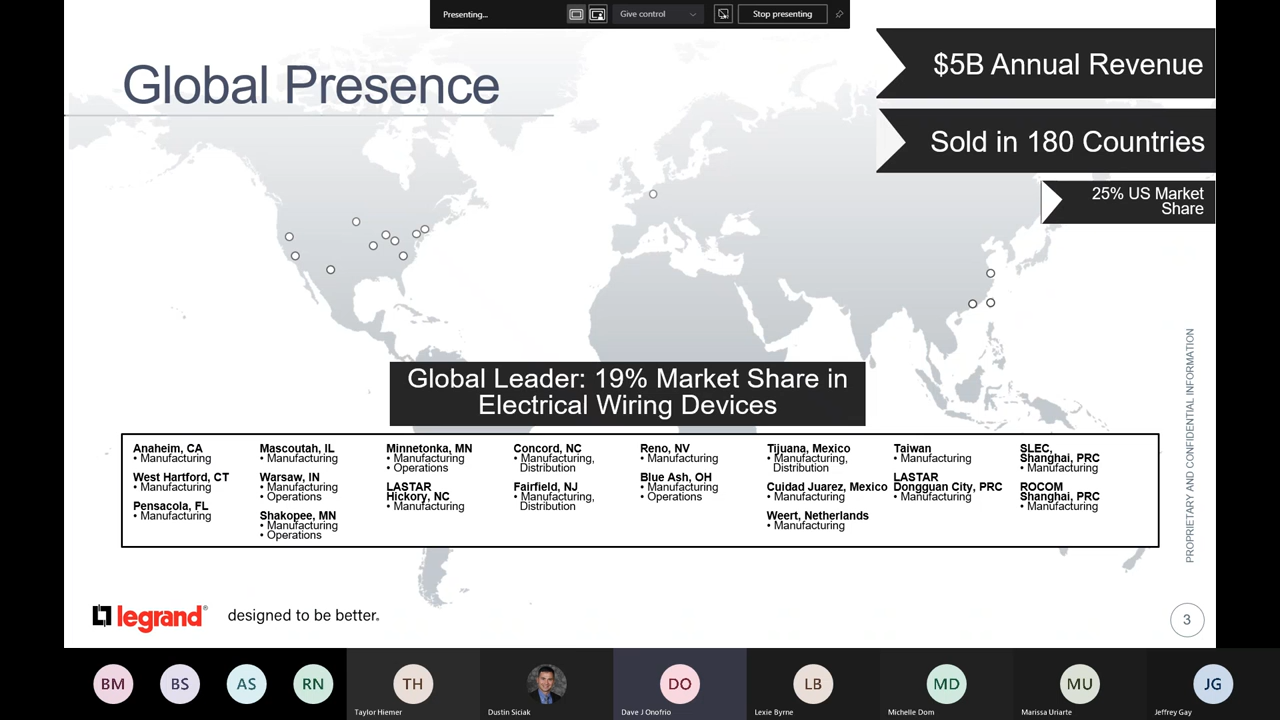 Presenting...
Give control
Stop presenting
Global Presence
$5B Annual Revenue
Sold in 180 Countries
25% US Market
Share
Global Leader: 19% Market Share in
Electrical Wiring Devices
Anaheim, CA
• Manufacturing
West Hartford, CT
• Manufacturing
Pensacola, FL
• Manufacturing
Mascoutah, IL
• Manufacturing
Warsaw, IN
• Manufacturing
• Operations
Shakopee, MN
• Manufacturing
• Operations
Minnetonka, MN
• Manufacturing
• Operations
LASTAR
Hickory, NC
• Manufacturing
Concord, NC
• Manufacturing,
Distribution
Fairfield, NJ
• Manufacturing,
Distribution
Reno, NV
• Manufacturing
Blue Ash, OH
• Manufacturing
• Operations
Tijuana, Mexico
• Manufacturing,
Distribution
Cuidad Juarez, Mexico
• Manufacturing
Weert, Netherlands
• Manufacturing
Taiwan
• Manufacturing
LASTAR
Dongguan City, PRC
• Manufacturing
SLEC,
Shanghai, PRC
• Manufacturing
ROCOM
Shanghai, PRC
• Manufacturing
PROPRIETARY AND CONFIDENTIAL INFORMATION
legrand®
designed to be better.
3
BM
BS
AS
RN
TH
Taylor Hiemer
Dustin Siciak
DO
Dave J Onofrio
LB
Lexie Byrne
MD
Michelle Dom
MU
Marissa Uriarte
JG
Jeffrey Gay